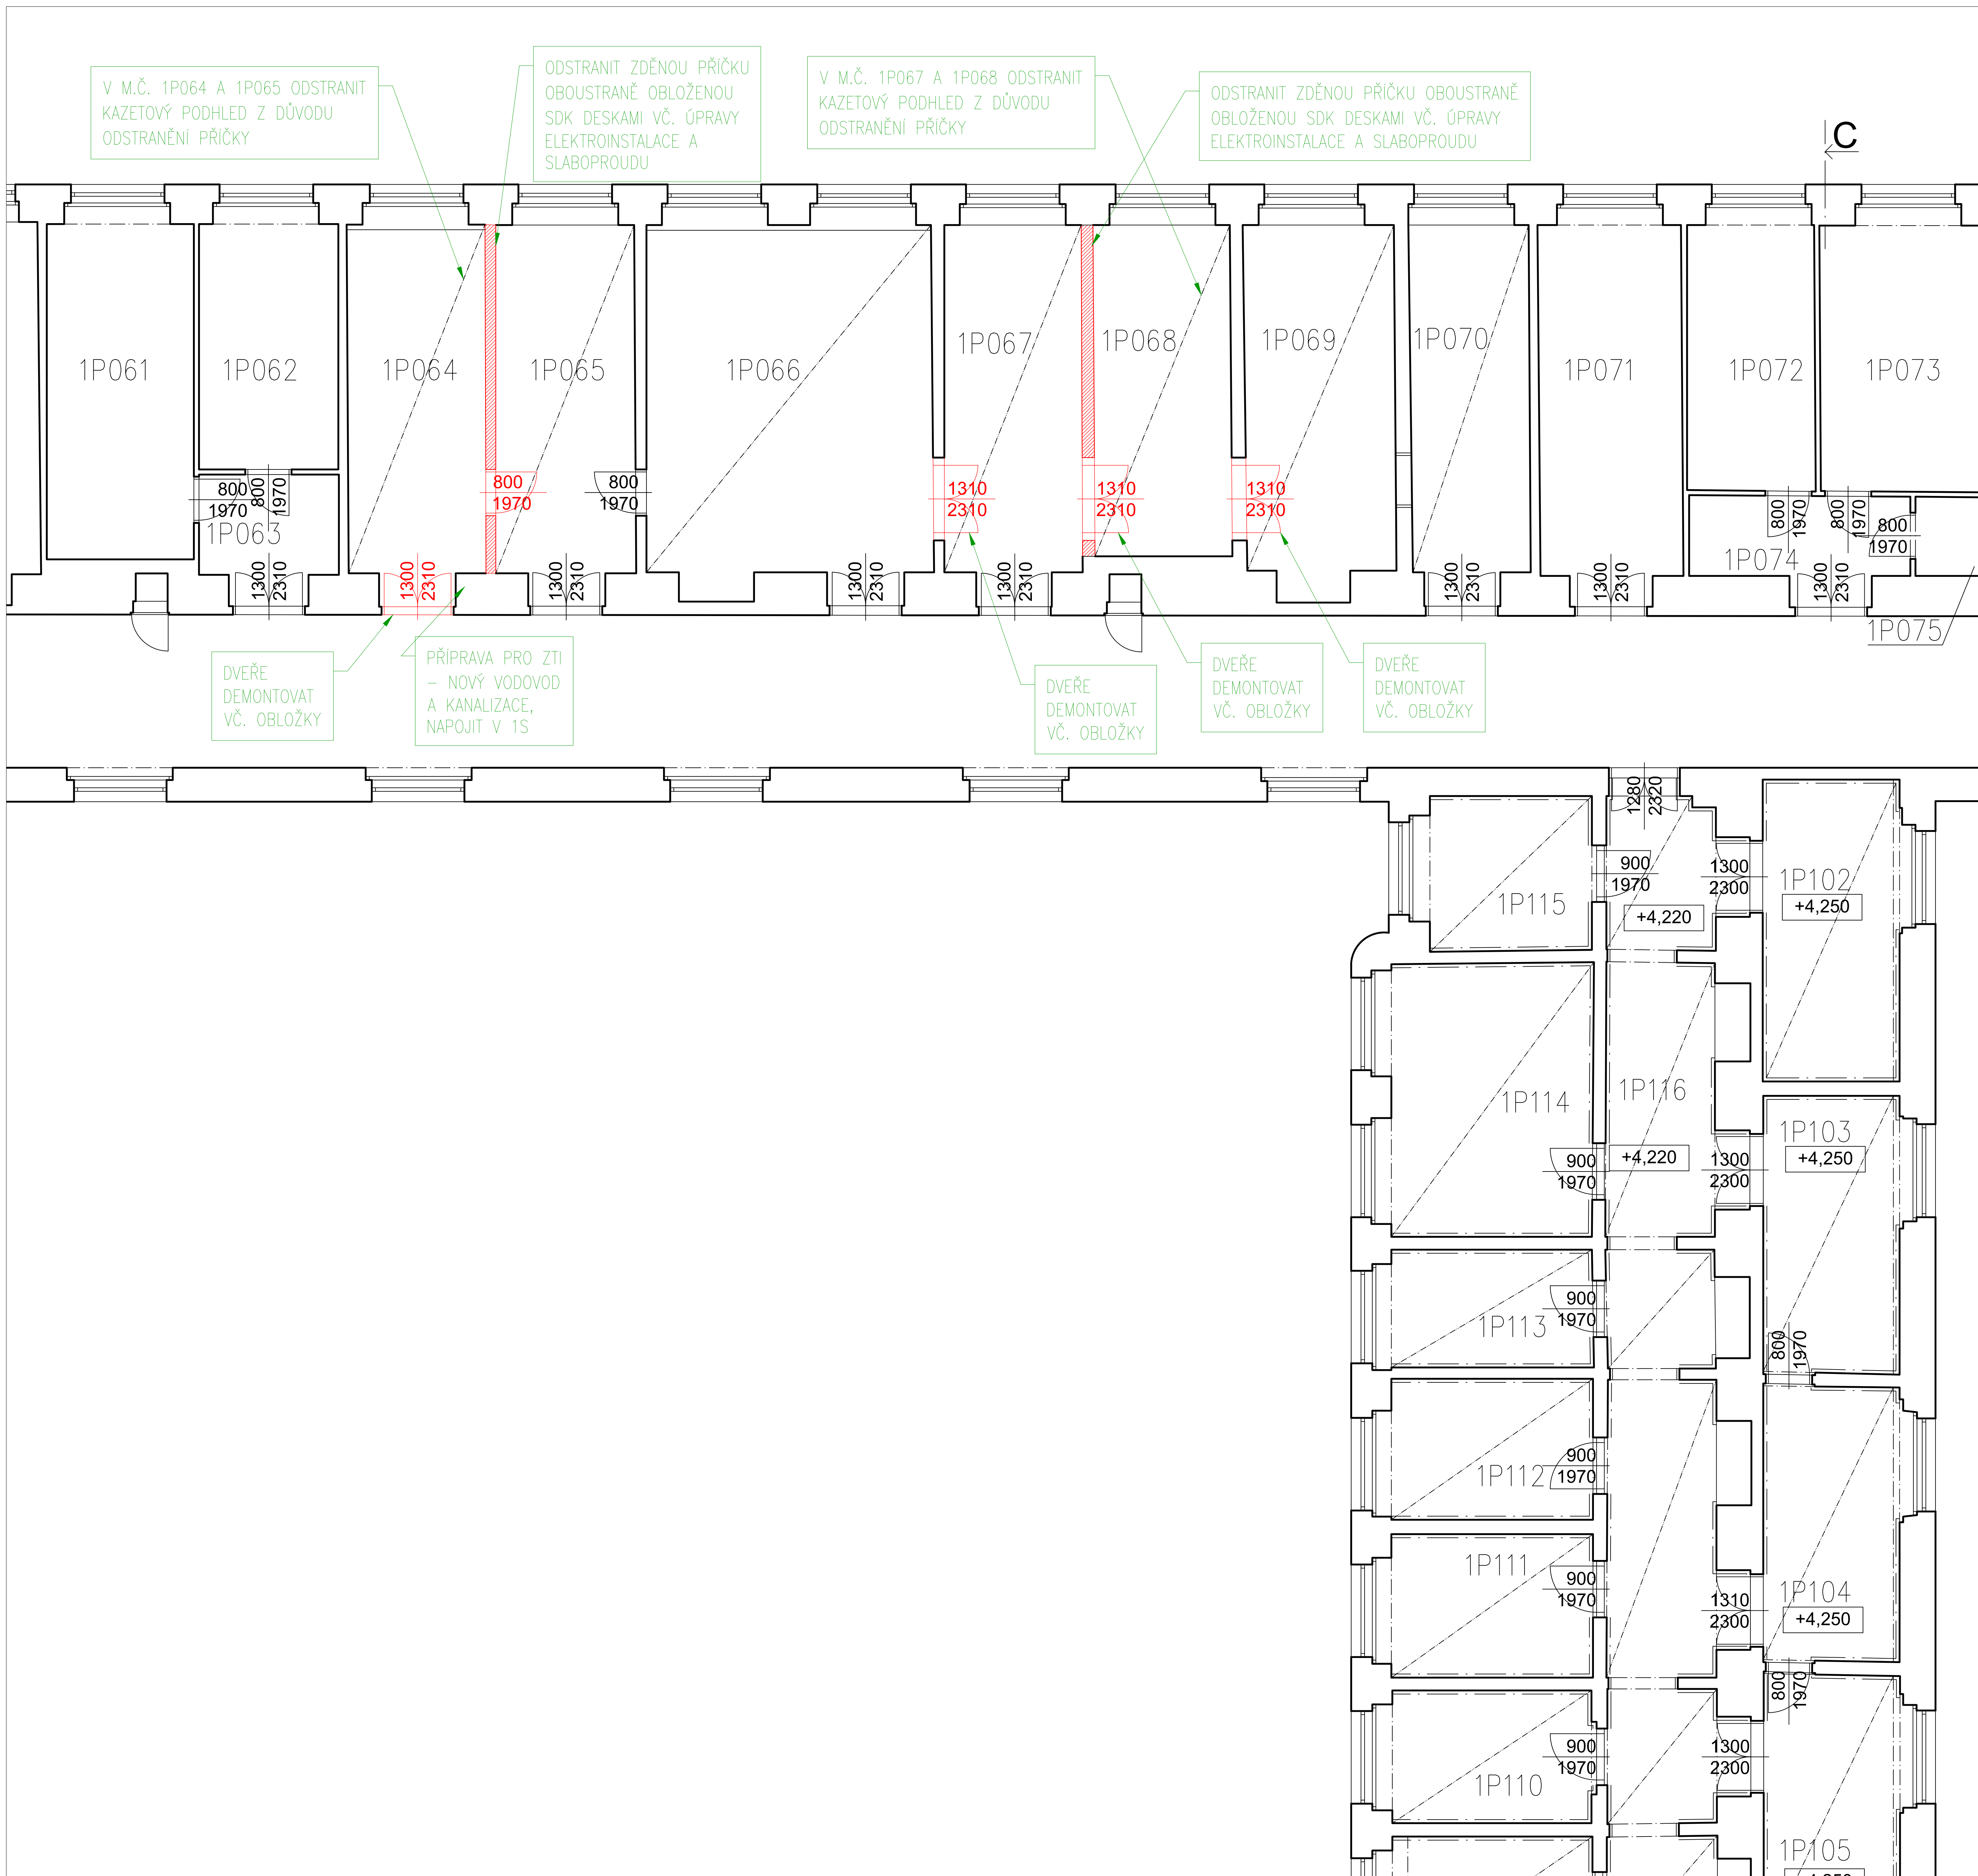 V M.Č. 1P064 A 1P065 ODSTRANIT
KAZETOVÝ PODHLED Z DŮVODU
ODSTRANĚNÍ PŘÍČKY
ODSTRANIT ZDĚNOU PŘÍČKU
OBOUSTRANĚ OBLOŽENOU
SDK DESKAMI VČ. ÚPRAVY
ELEKTROINSTALACE A
SLABOPROUDU
V M.Č. 1P067 A 1P068 ODSTRANIT
KAZETOVÝ PODHLED Z DŮVODU
ODSTRANĚNÍ PŘÍČKY
ODSTRANIT ZDĚNOU PŘÍČKU OBOUSTRANĚ
OBLOŽENOU SDK DESKAMI VČ. ÚPRAVY
ELEKTROINSTALACE A SLABOPROUDU
C
1P061
1P062
1P064
1P065
1P066
1P067
1P068
1P069
1P070
1P071
1P072
1P073
800
1970
800
1970
1P063
800
1970
800
1970
1310
2310
1310
2310
1310
2310
800
1970
800
1970
800
1970
1P074
1300
2310
1300
2310
1300
2310
1300
2310
1300
2310
1300
2310
1300
2310
1300
2310
1P075
DVEŘE
DEMONTOVAT
VČ. OBLOŽKY
PŘÍPRAVA PRO ZTI
– NOVÝ VODOVOD
A KANALIZACE,
NAPOJIT V 1S
DVEŘE
DEMONTOVAT
VČ. OBLOŽKY
DVEŘE
DEMONTOVAT
VČ. OBLOŽKY
DVEŘE
DEMONTOVAT
VČ. OBLOŽKY
1280
2320
900
1970
1300
2300
1P102
+4,250
1P115
+4,220
1P114
1P116
1P103
+4,250
900
1970
+4,220
1300
2300
900
1970
1P113
800
1970
900
1970
1P112
1P111
900
1970
1310
2300
1P104
+4,250
800
1970
900
1970
1300
2300
1P110
1P105